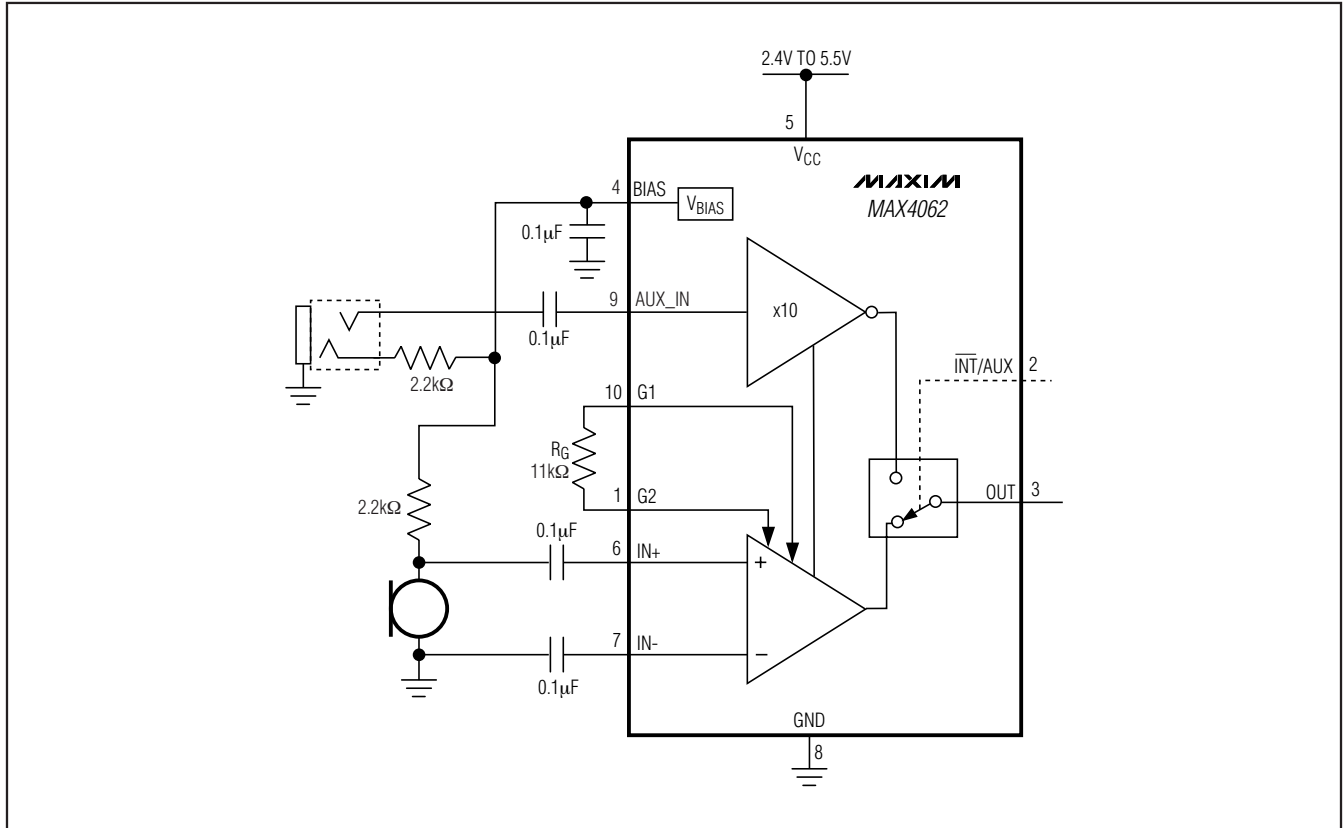 2.4V TO 5.5V
5
VCC
MAXIM
MAX4062
4 BIAS
VBIAS
0.1µF
9 AUX_IN
x10
0.1µF
2.2kΩ
INT/AUX 2
10 G1
RG
11kΩ
1 G2
OUT 3
2.2kΩ
0.1µF
6 IN+
+
7 IN-
−
0.1µF
GND
8